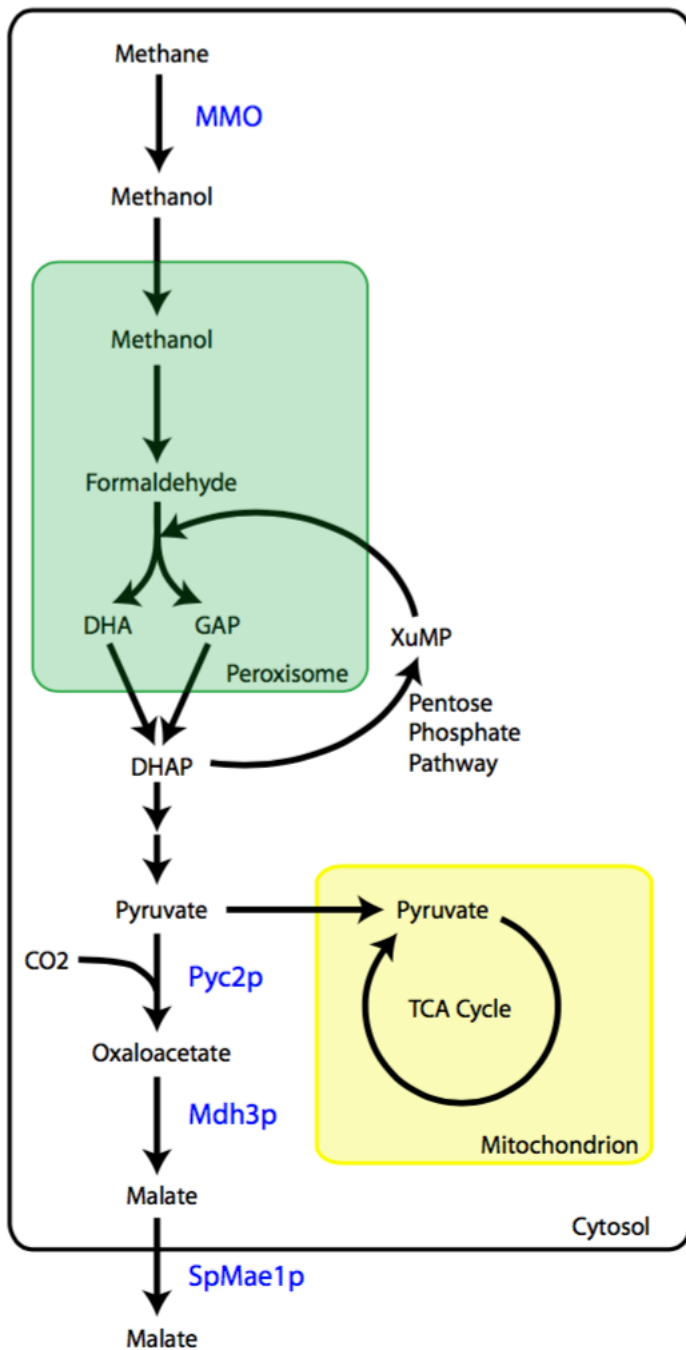 Methane
MMO
Methanol
Methanol
Formaldehyde
DHA
GAP
XuMP
Peroxisome
Pentose
Phosphate
Pathway
DHAP
Pyruvate
Pyruvate
CO2
Pyc2p
TCA Cycle
Oxaloacetate
Mdh3p
Mitochondrion
Malate
Cytosol
SpMae1p
Malate